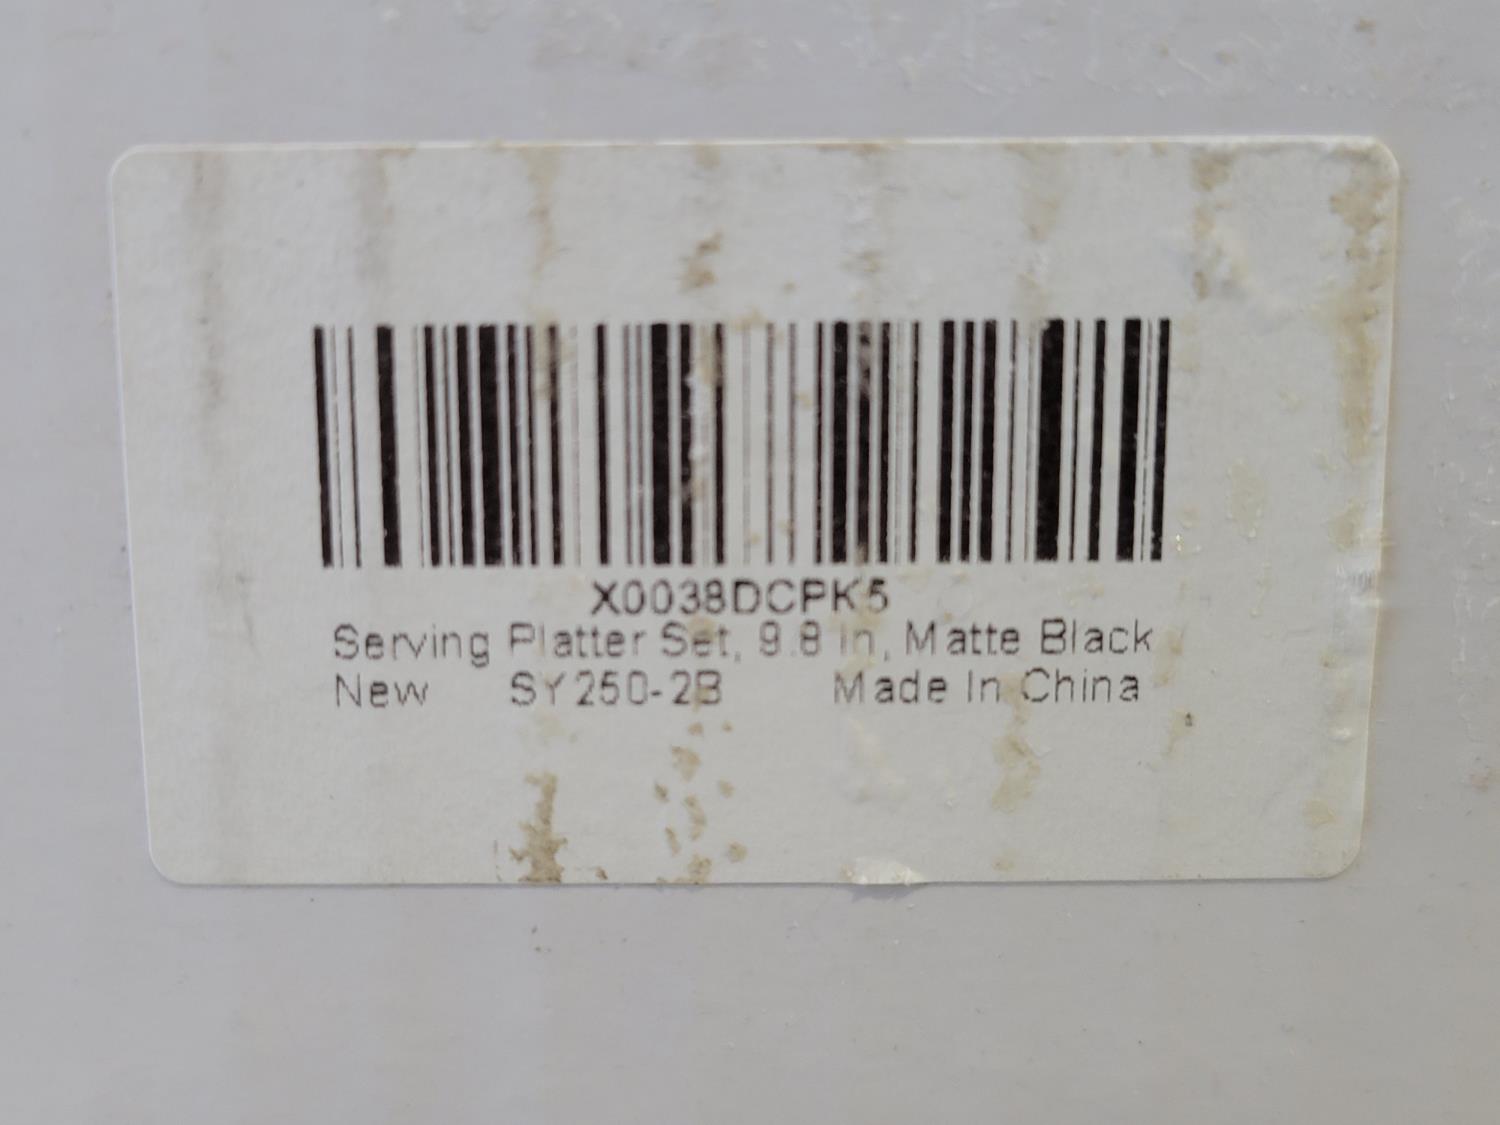 X0038DCPK5
Serving Platter Set, 9.8 in, Matte Black
New SY250-2B Made In China